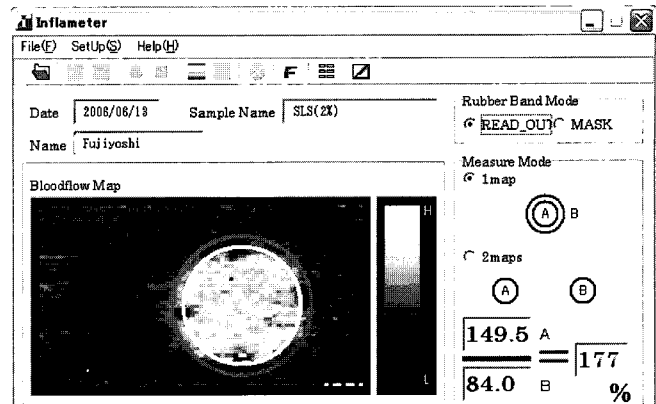 Inflameter
File(F) SetUp(S) Help(H)
F
Date 2006/06/13 Sample Name SLS(2%)
Name Fujiyoshi
Rubber Band Mode
READ_OUT MASK
Measure Mode
1map
A B
2maps
A B
Bloodflow Map
H
L
149.5 A
84.0 B
= 177 %